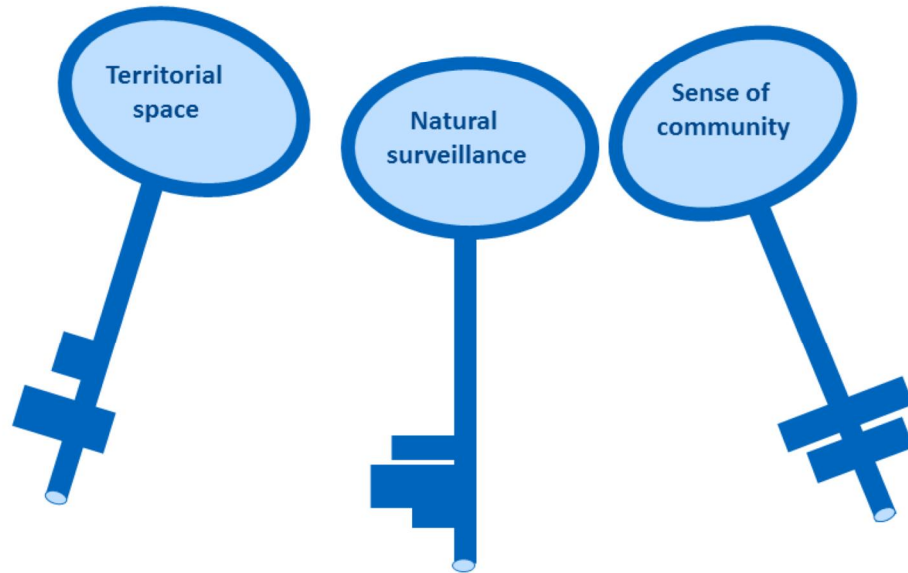 Territorial
space
Natural
surveillance
Sense of
community